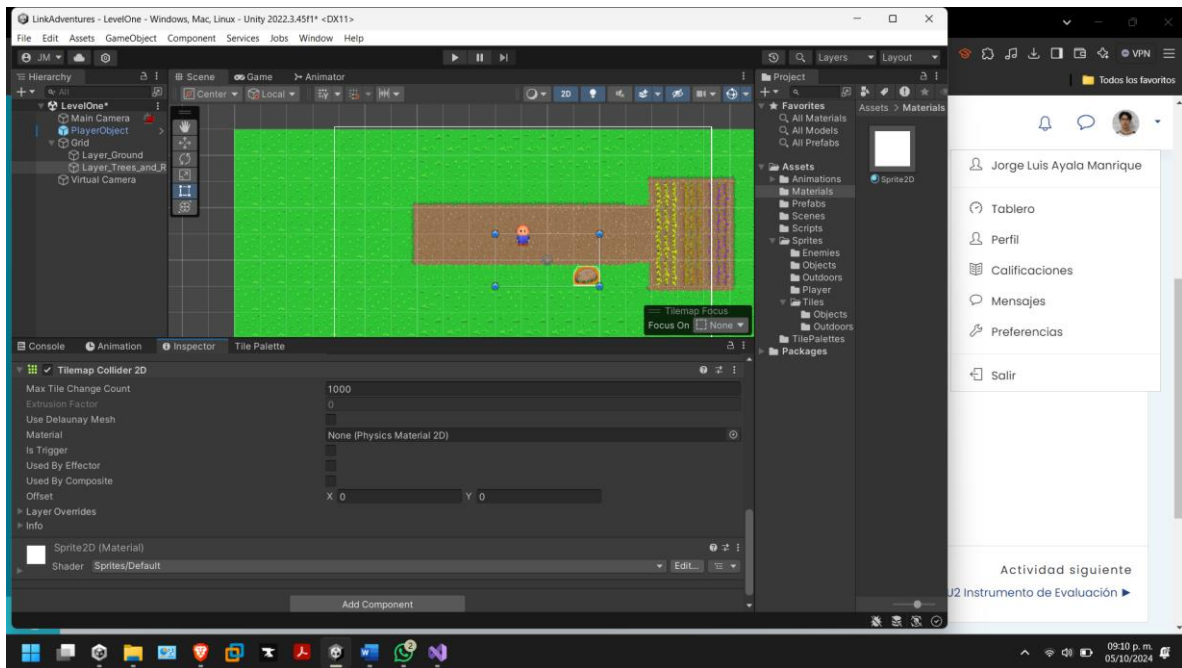 LinkAdventures - LevelOne - Windows, Mac, Linux - Unity 2022.3.45f1* <DX11>
File Edit Assets GameObject Component Services Jobs Window Help
JM
Layers
Layout
VPN
Hierarchy
Scene
Game
Animator
Project
Todos los favoritos
All
Center
Local
2D
LevelOne*
Main Camera
PlayerObject
Grid
Layer_Ground
Layer_Trees_and_R
Virtual Camera
Favorites
All Materials
All Models
All Prefabs
Assets
Animations
Materials
Prefabs
Scenes
Scripts
Sprites
Enemies
Objects
Outdoors
Player
Tiles
Objects
Outdoors
TilePalettes
Packages
Assets > Materials
Sprite2D
Tilemap Focus
Focus On None
Console
Animation
Inspector
Tile Palette
Tilemap Collider 2D
Max Tile Change Count 1000
Extrusion Factor 0
Use Delaunay Mesh
Material None (Physics Material 2D)
Is Trigger
Used By Effector
Used By Composite
Offset X 0 Y 0
Layer Overrides
Info
Sprite2D (Material)
Shader Sprites/Default Edit...
Add Component
Jorge Luis Ayala Manrique
Tablero
Perfil
Calificaciones
Mensajes
Preferencias
Salir
Actividad siguiente
U2 Instrumento de Evaluación ►
09:10 p. m.
05/10/2024